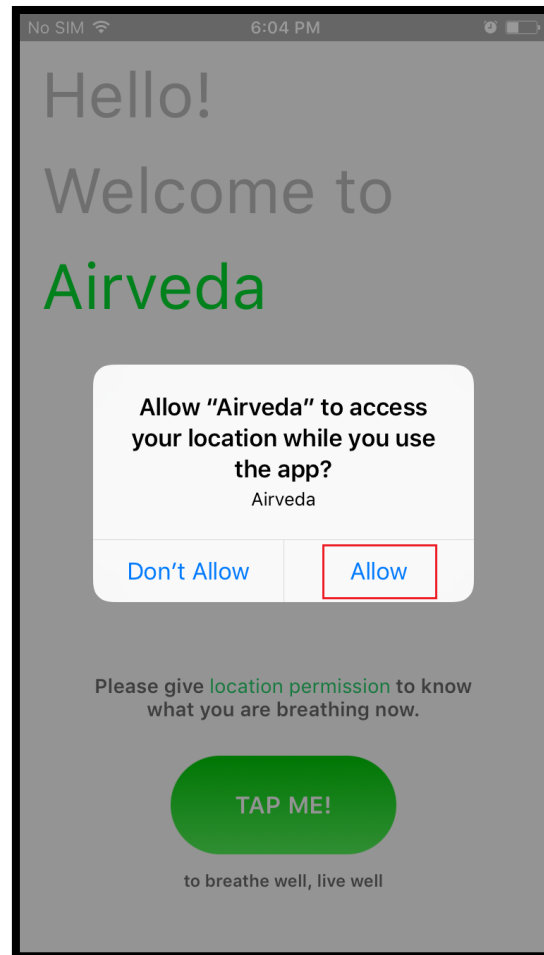 No SIM 6:04 PM
Hello!
Welcome to
Airveda
Allow “Airveda” to access
your location while you use
the app?
Airveda
Don’t Allow Allow
Please give location permission to know
what you are breathing now.
TAP ME!
to breathe well, live well